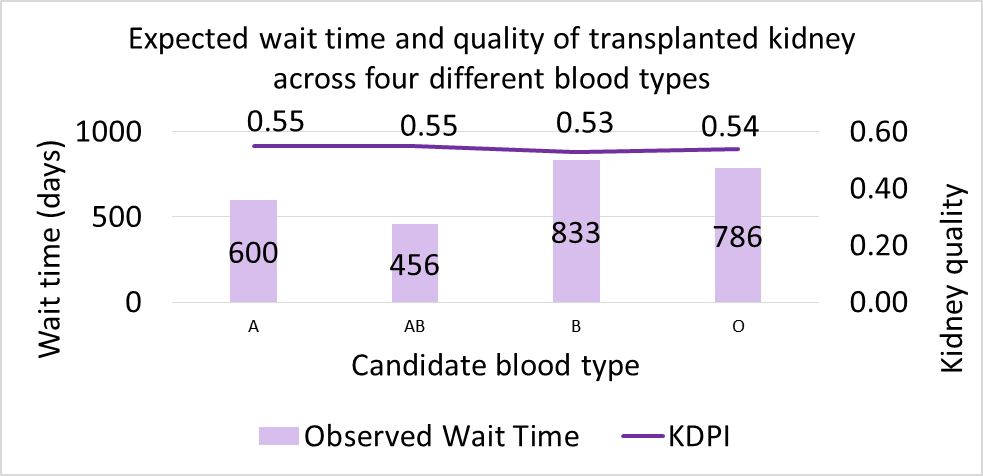 Expected wait time and quality of transplanted kidney
across four different blood types
0.55 0.55 0.53 0.54
1000
500
0
Wait time (days)
600 456 833 786
0.60
0.40
0.20
0.00
Kidney quality
A AB B O
Candidate blood type
Observed Wait Time KDPI